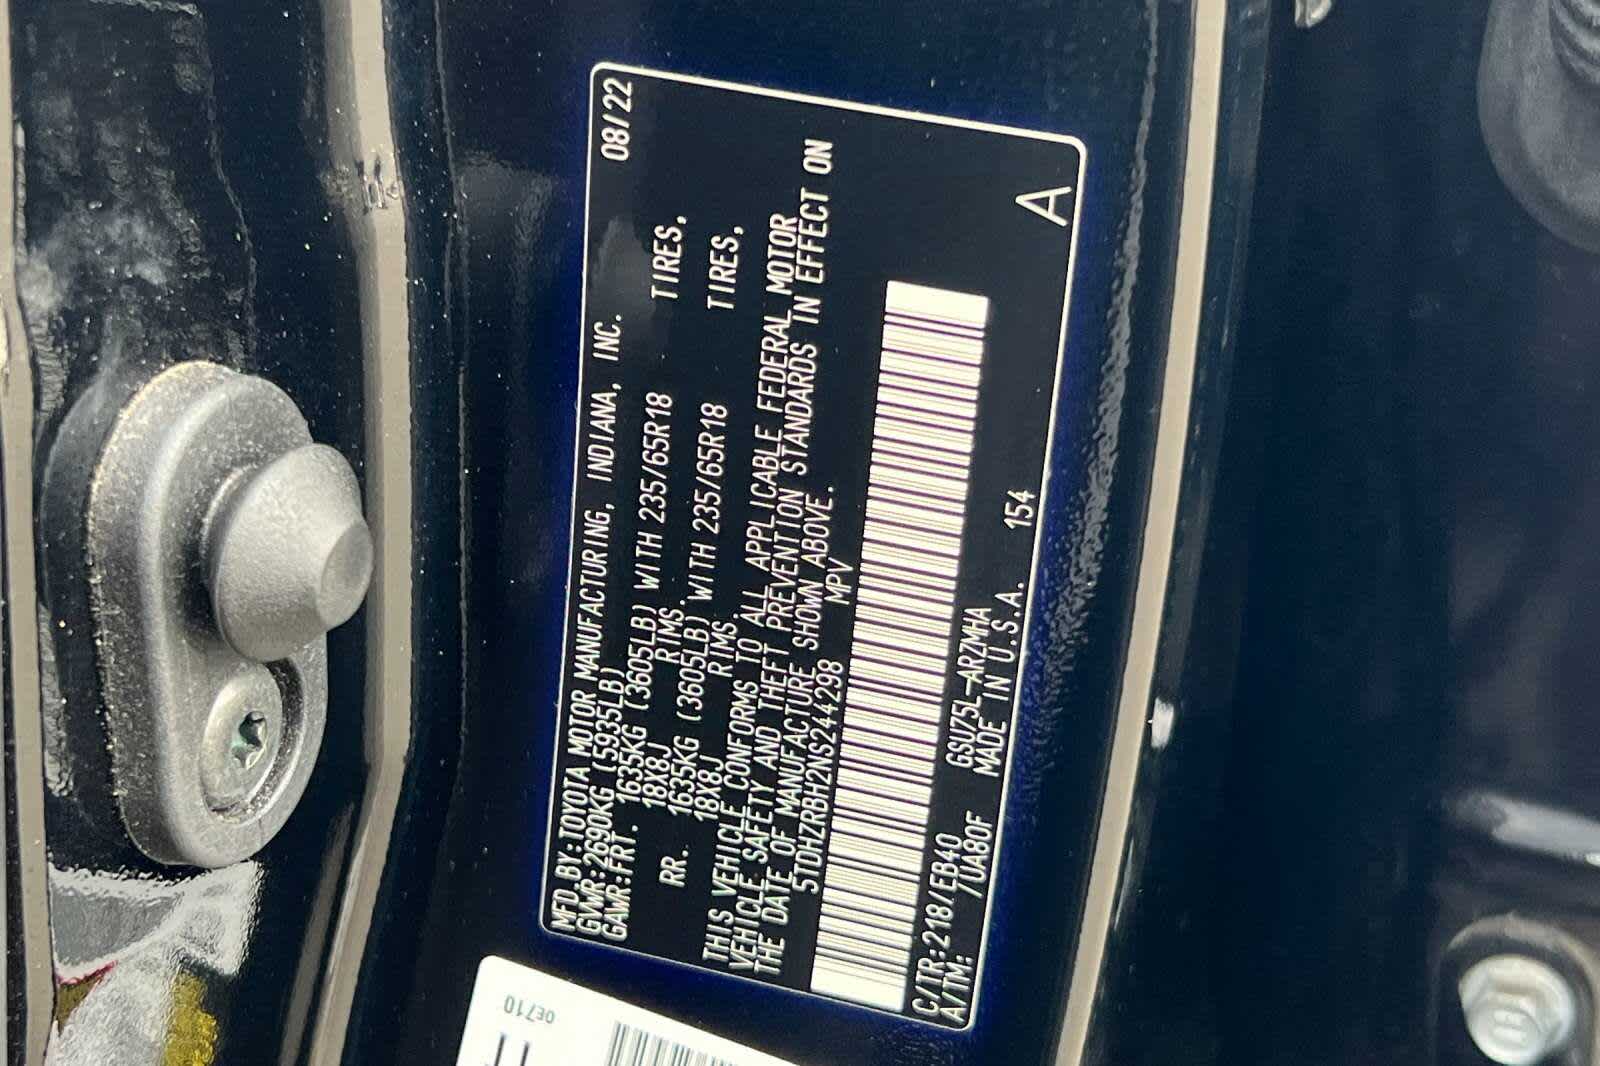 MFD.BY:TOYOTA MOTOR MANUFACTURING, INDIANA, INC. 08/22
GVWR:2690KG (5935LB)
GAWR:FRT. 1635KG (3605LB) WITH 235/65R18 TIRES,
18X8J RIMS.
RR. 1635KG (3605LB) WITH 235/65R18 TIRES,
18X8J RIMS.
THIS VEHICLE CONFORMS TO ALL APPLICABLE FEDERAL MOTOR
VEHICLE SAFETY AND THEFT PREVENTION STANDARDS IN EFFECT ON
THE DATE OF MANUFACTURE SHOWN ABOVE.
5TDHZRBH2NS244298 MPV
C/TR:218/EB40 GSU75L-ARZMHA
A/TM: /UA80F MADE IN U.S.A. 154 A
0E710